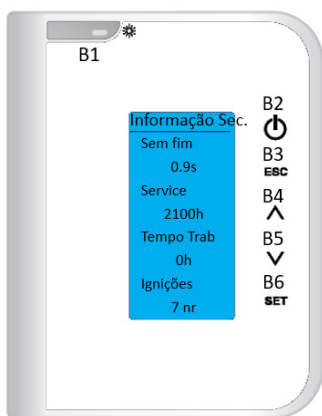 B1
Informação Sec.
Sem fim
0.9s
Service
2100h
Tempo Trab
0h
Ignições
7 nr
B2
B3
ESC
B4
B5
B6
SET